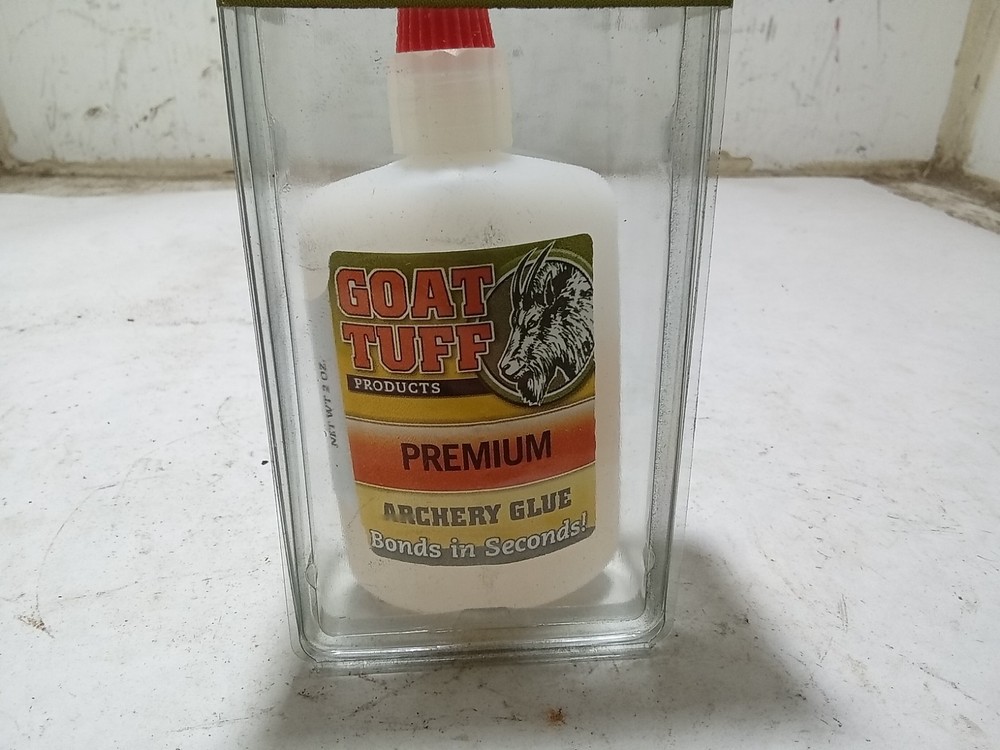 GOAT
TUFF
PRODUCTS
PREMIUM
ARCHERY GLUE
Bonds in Seconds!
NET WT 2 OZ.